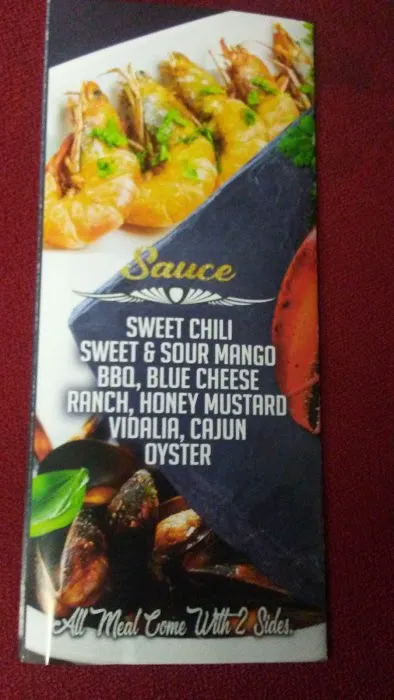 Sauce
SWEET CHILI
SWEET & SOUR MANGO
BBQ, BLUE CHEESE
RANCH, HONEY MUSTARD
VIDALIA, CAJUN
OYSTER
All Meal Come With 2 Sides.